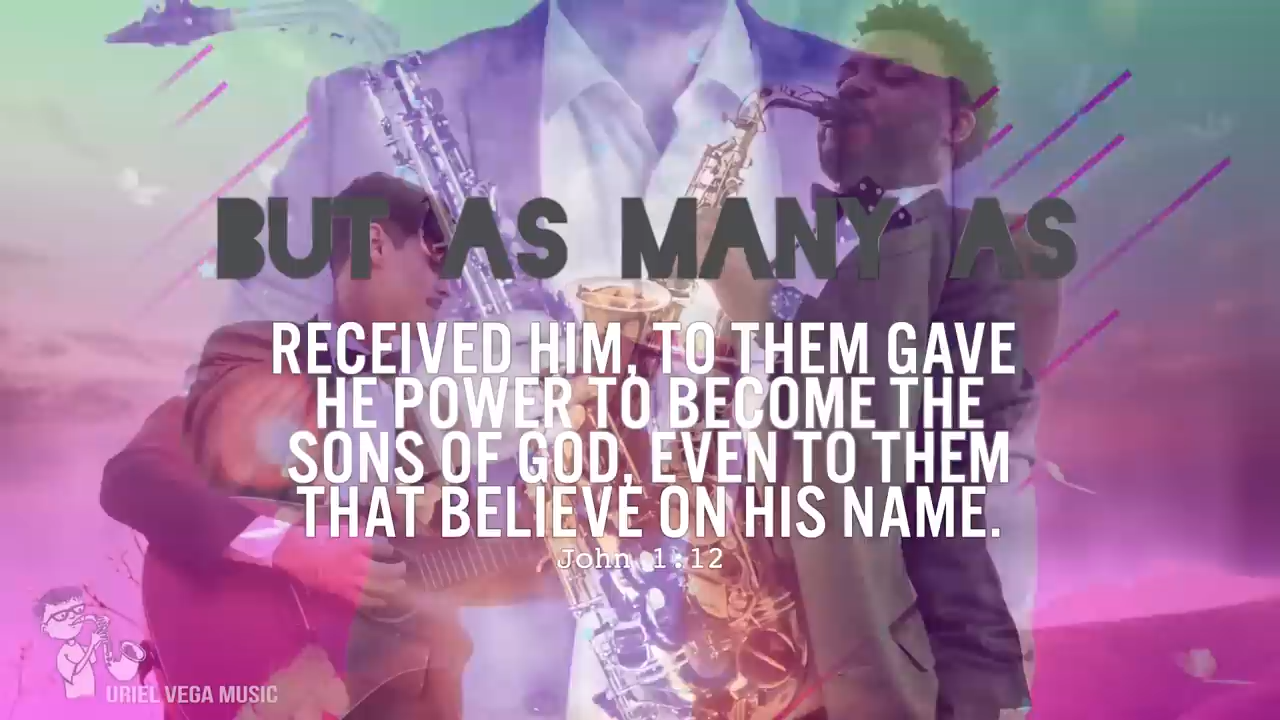 BUT AS MANY AS
RECEIVED HIM, TO THEM GAVE
HE POWER TO BECOME THE
SONS OF GOD, EVEN TO THEM
THAT BELIEVE ON HIS NAME.
John 1:12
URIEL VEGA MUSIC